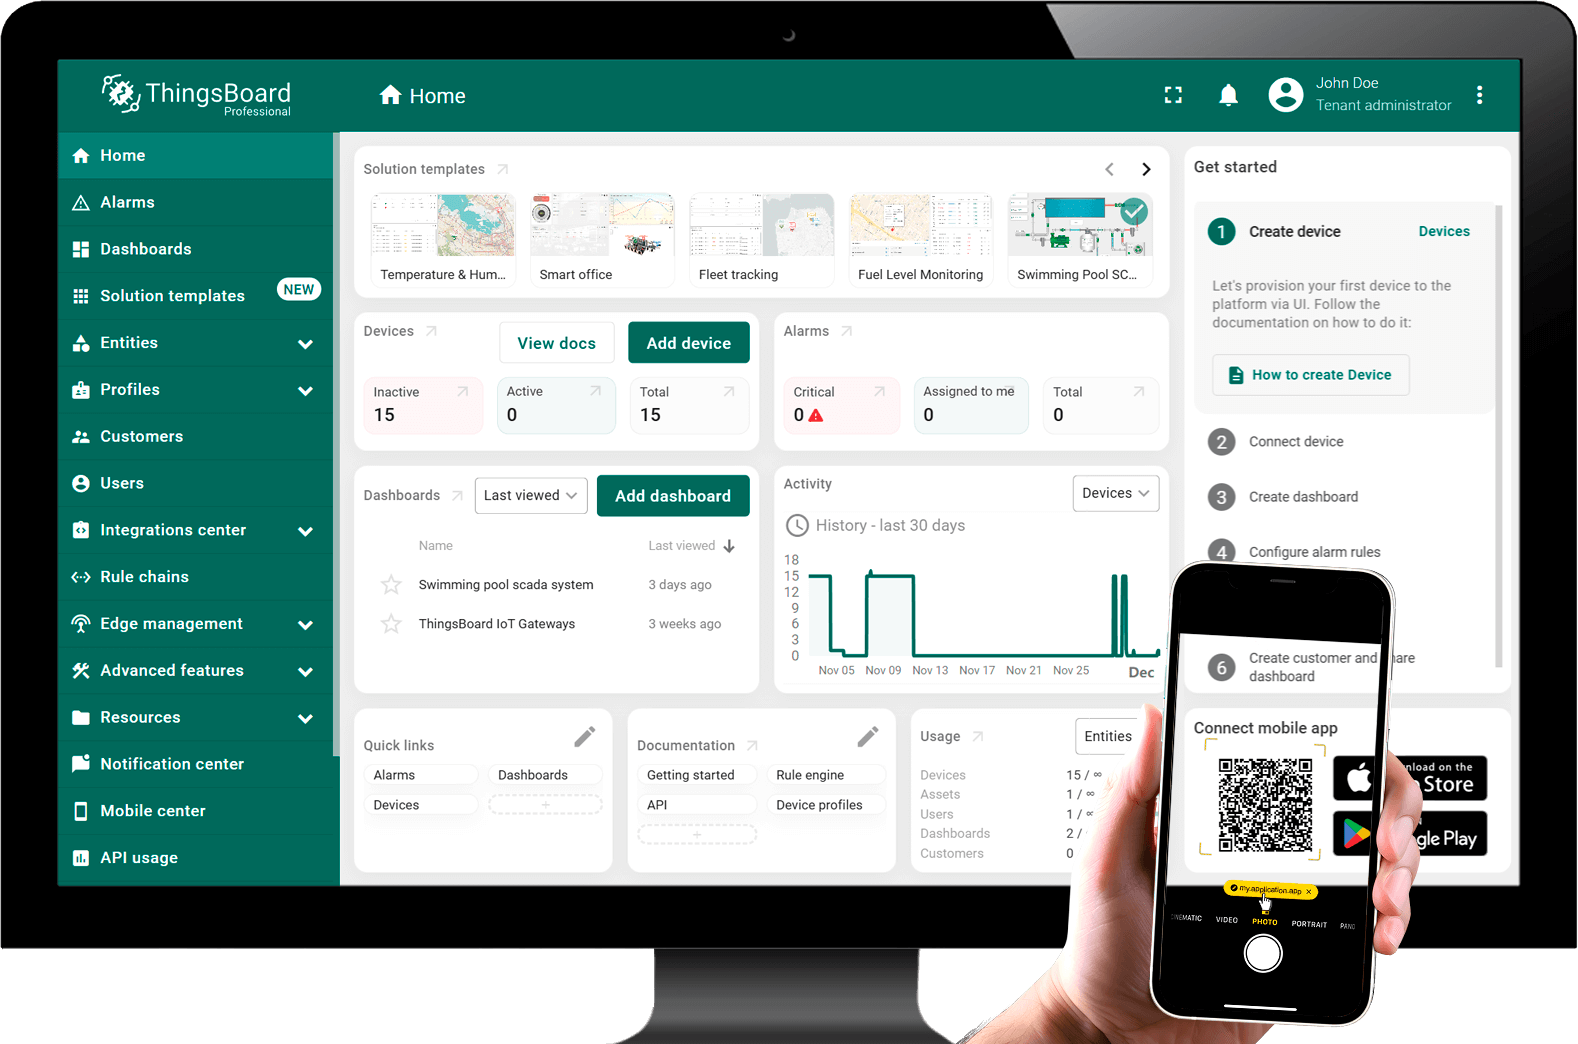 ThingsBoard
Professional
Home
John Doe
Tenant administrator
Home
Alarms
Dashboards
Solution templates
NEW
Entities
Profiles
Customers
Users
Integrations center
Rule chains
Edge management
Advanced features
Resources
Notification center
Mobile center
API usage
Solution templates
Temperature & Hum...
Smart office
Fleet tracking
Fuel Level Monitoring
Swimming Pool SC...
Devices
View docs
Add device
Inactive
15
Active
0
Total
15
Alarms
Critical
0
Assigned to me
0
Total
0
Dashboards
Last viewed
Add dashboard
Name
Last viewed
Swimming pool scada system
3 days ago
ThingsBoard IoT Gateways
3 weeks ago
Activity
Devices
History - last 30 days
18
15
12
9
6
3
0
Nov 05 Nov 09 Nov 13 Nov 17 Nov 21 Nov 25 Dec
Quick links
Alarms
Dashboards
Devices
+
Documentation
Getting started
Rule engine
API
Device profiles
+
Usage
Entities
Devices 15 / ∞
Assets 1 / ∞
Users 1 / ∞
Dashboards 2 /
Customers 0
Get started
1 Create device
Devices
Let's provision your first device to the
platform via UI. Follow the
documentation on how to do it:
How to create Device
2 Connect device
3 Create dashboard
4 Configure alarm rules
6 Create customer and hare
dashboard
Connect mobile app
nload on the
Store
gle Play
my.application.app ×
NEMATIC VIDEO PHOTO PORTRAIT PANO